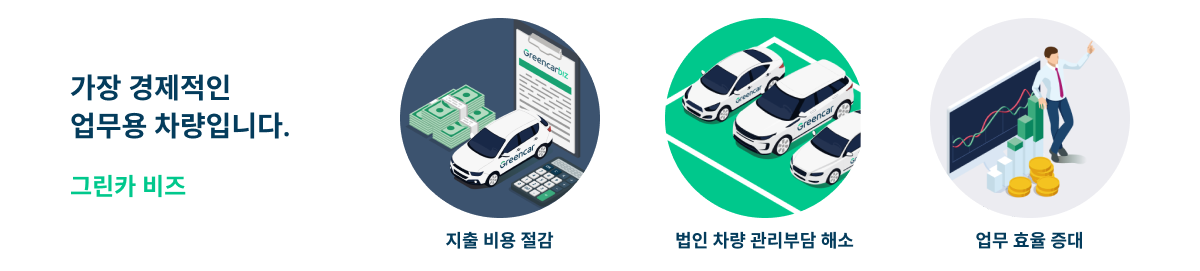 가장 경제적인
업무용 차량입니다.
그린카 비즈
Greencarbiz
Greencar
Greencar
Greencar
Greencar
지출 비용 절감
법인 차량 관리부담 해소
업무 효율 증대